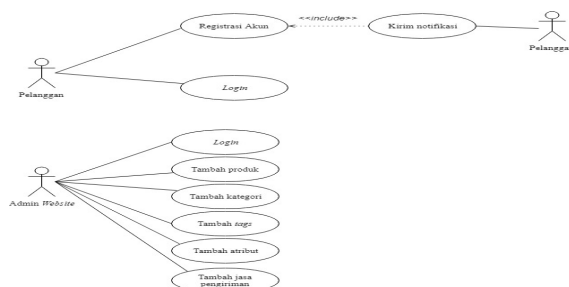 Registrasi Akun
<<include>>
Kirim notifikasi
Pelangga
Pelanggan
Login
Login
Tambah produk
Tambah kategori
Admin Website
Tambah tags
Tambah atribut
Tambah jasa
pengiriman